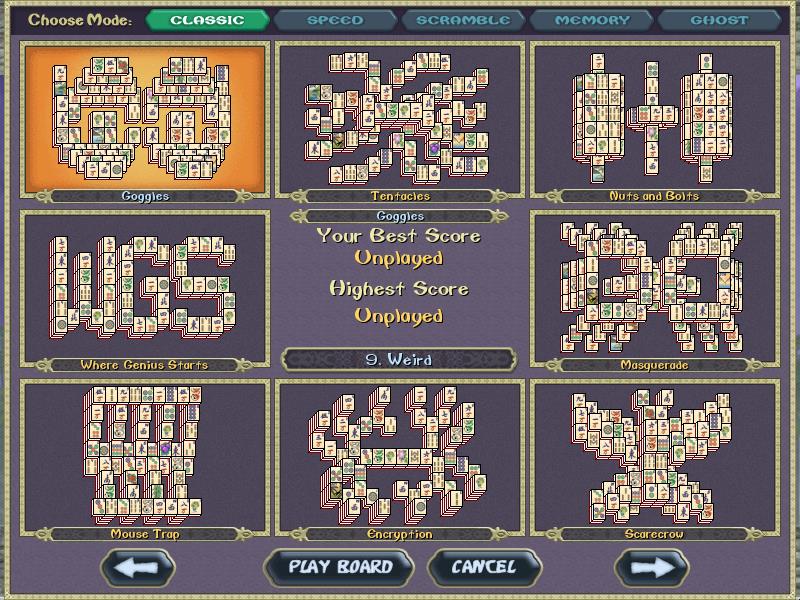 Choose Mode: CLASSIC SPEED SCRAMBLE MEMORY GHOST
Goggles
Tentacles
Nuts and Bolts
Goggles
Your Best Score
Unplayed
Highest Score
Unplayed
9. Weird
Where Genius Starts
Masquerade
Mouse Trap
Encryption
Scarecrow
PLAY BOARD
CANCEL